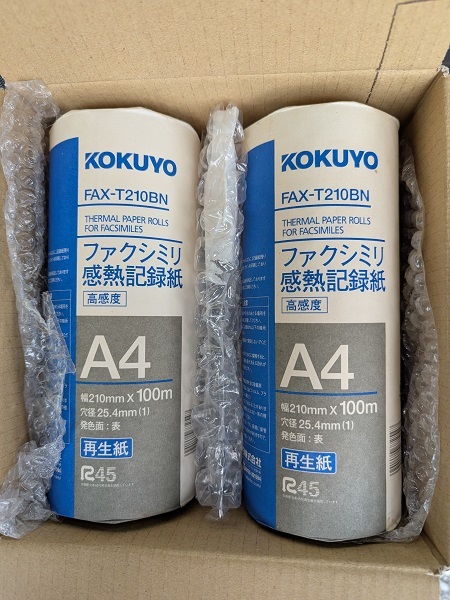 KOKUYO
FAX-T210BN
THERMAL PAPER ROLLS
FOR FACSIMILES
ファクシミリ
感熱記録紙
高感度
A4
幅210mm x 100m
穴径 25.4mm (1)
発色面：表
再生紙
R45
KOKUYO
FAX-T210BN
THERMAL PAPER ROLLS
FOR FACSIMILES
ファクシミリ
感熱記録紙
高感度
A4
幅210mm x 100m
穴径 25.4mm (1)
発色面：表
再生紙
R45